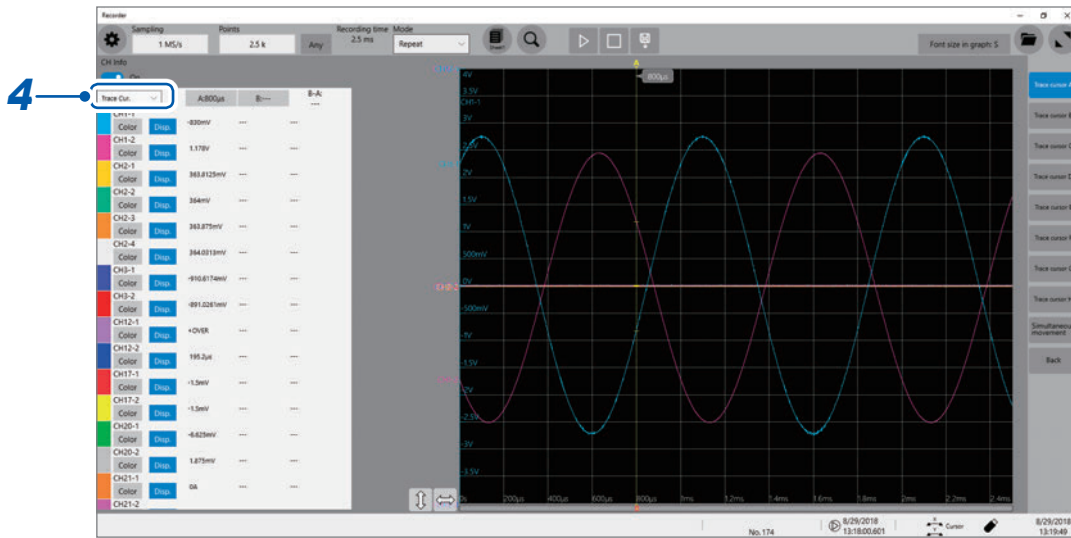 Recorder
Sampling
Points
Recording time
Mode
1 MS/s
2.5 k
Any
2.5 ms
Repeat
Sheet1
Font size in graph: S
CH Info
On
4
Trace Cur.
A:800µs
B:---
B-A:
---
CH1-1
Color Disp. -830mV --- ---
CH1-2
Color Disp. 1.178V --- ---
CH2-1
Color Disp. 363.8125mV --- ---
CH2-2
Color Disp. 364mV --- ---
CH2-3
Color Disp. 363.875mV --- ---
CH2-4
Color Disp. 364.0313mV --- ---
CH3-1
Color Disp. -910.6174mV --- ---
CH3-2
Color Disp. -891.0261mV --- ---
CH12-1
Color Disp. +OVER --- ---
CH12-2
Color Disp. 195.2µε --- ---
CH17-1
Color Disp. -1.5mV --- ---
CH17-2
Color Disp. -1.5mV --- ---
CH20-1
Color Disp. -6.625mV --- ---
CH20-2
Color Disp. 1.875mV --- ---
CH21-1
Color Disp. 0A --- ---
CH21-2
A
800µs
4V
3.5V
CH1-1
3V
2.5V
2V
1.5V
1V
500mV
0V
-500mV
-1V
-1.5V
-2V
-2.5V
-3V
-3.5V
0s 200µs 400µs 600µs 800µs 1ms 1.2ms 1.4ms 1.6ms 1.8ms 2ms 2.2ms 2.4ms
Trace cursor A
Trace cursor
Trace cursor
Trace cursor
Trace cursor
Trace cursor
Trace cursor
Trace cursor H
Simultaneou
movement
Back
No. 174
8/29/2018
13:18:00.601
X
Y
Cursor
8/29/2018
13:19:49